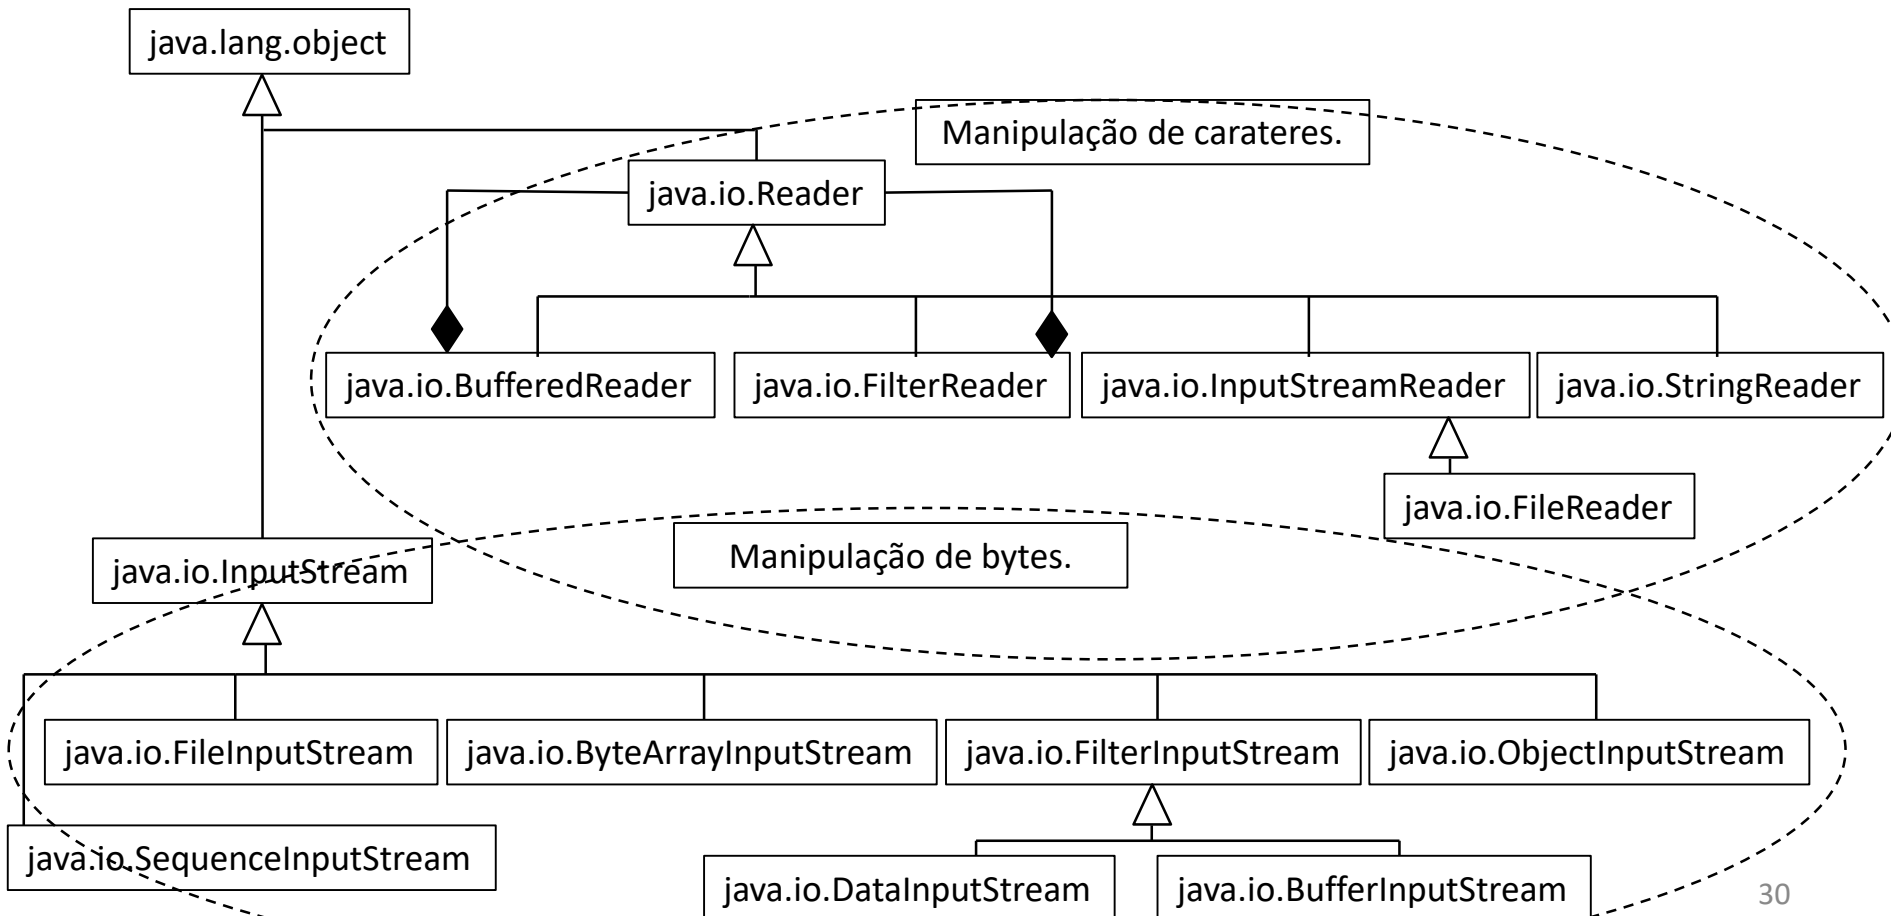 java.lang.object
Manipulação de carateres.
java.io.Reader
java.io.BufferedReader
java.io.FilterReader
java.io.InputStreamReader
java.io.StringReader
java.io.FileReader
Manipulação de bytes.
java.io.InputStream
java.io.FileInputStream
java.io.ByteArrayInputStream
java.io.FilterInputStream
java.io.ObjectInputStream
java.io.SequenceInputStream
java.io.DataInputStream
java.io.BufferInputStream
30